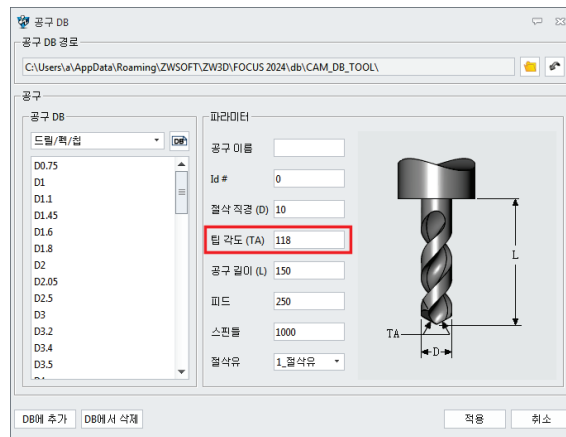 공구 DB
공구 DB 경로
C:\Users\a\AppData\Roaming\ZWSOFT\ZW3D\FOCUS 2024\db\CAM_DB_TOOL\
공구
공구 DB
드릴/펙/칩
D0.75
D1
D1.1
D1.45
D1.6
D1.8
D2
D2.05
D2.5
D3
D3.2
D3.4
D3.5
파라미터
공구 이름
Id # 0
절삭 직경 (D) 10
팁 각도 (TA) 118
공구 길이 (L) 150
피드 250
스핀들 1000
절삭유 1_절삭유
L
TA
D
DB에 추가 DB에서 삭제 적용 취소